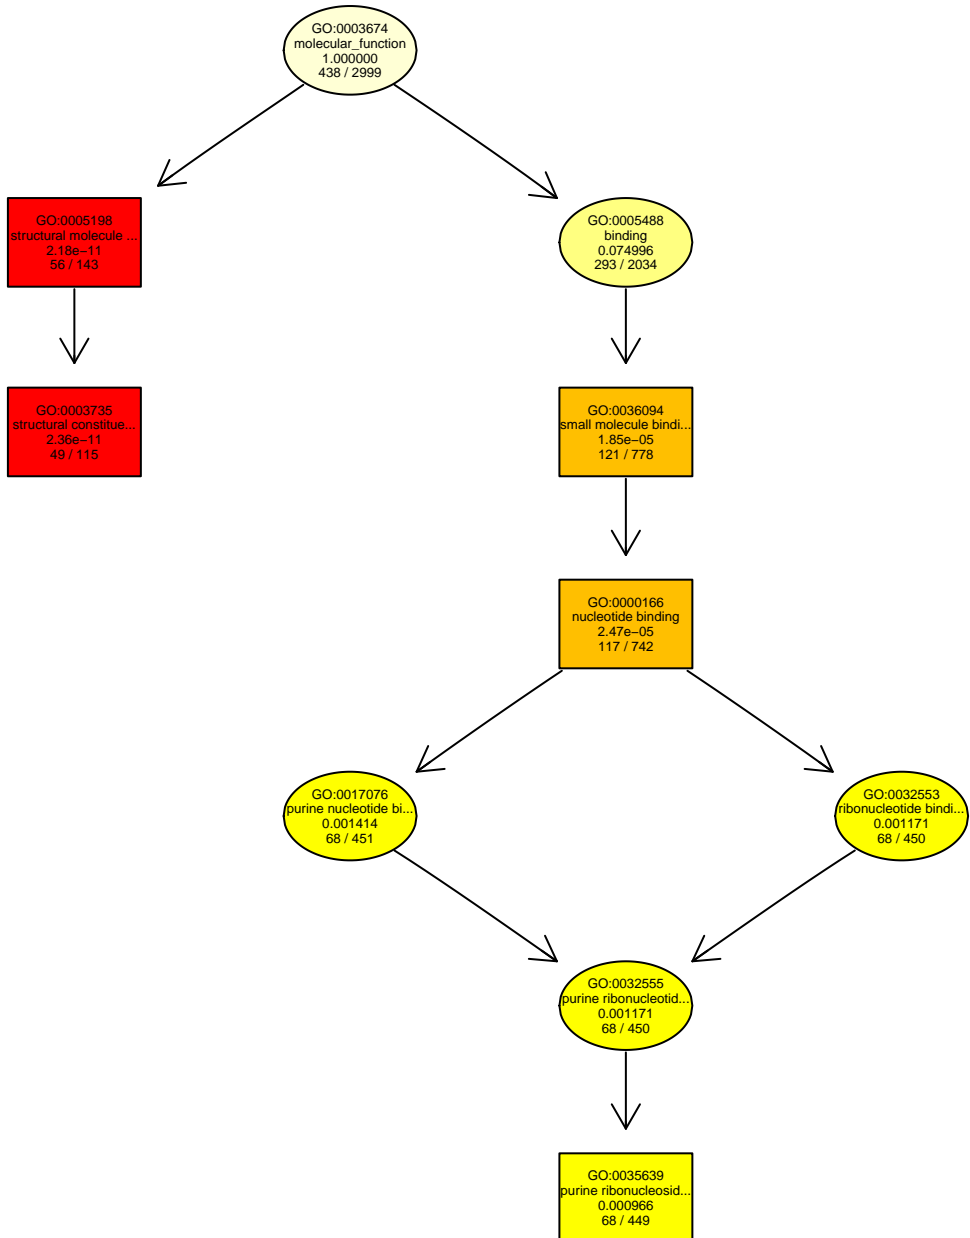 GO:0003674
molecular_function
1.000000
438 / 2999
GO:0005198
structural molecule ...
2.18e−11
56 / 143
GO:0005488
binding
0.074996
293 / 2034
GO:0003735
structural constitue...
2.36e−11
49 / 115
GO:0036094
small molecule bindi...
1.85e−05
121 / 778
GO:0000166
nucleotide binding
2.47e−05
117 / 742
GO:0017076
purine nucleotide bi...
0.001414
68 / 451
GO:0032553
ribonucleotide bindi...
0.001171
68 / 450
GO:0032555
purine ribonucleotid...
0.001171
68 / 450
GO:0035639
purine ribonucleosid...
0.000966
68 / 449